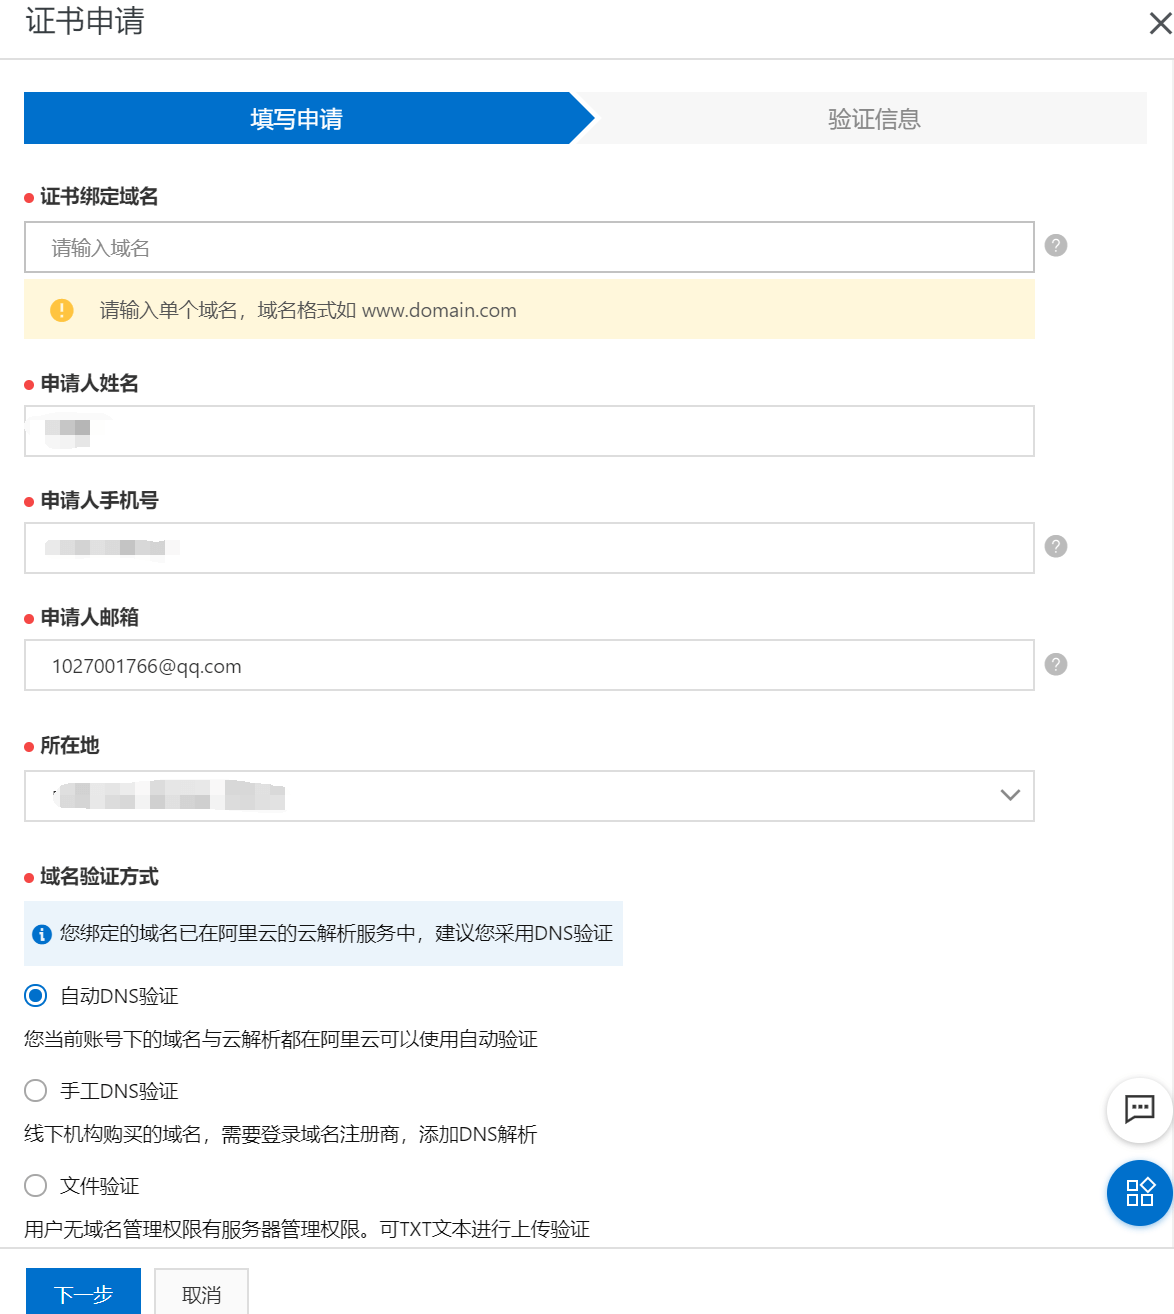 证书申请
填写申请
验证信息
证书绑定域名
请输入域名
请输入单个域名，域名格式如 www.domain.com
申请人姓名
申请人手机号
申请人邮箱
1027001766@qq.com
所在地
域名验证方式
您绑定的域名已在阿里云的云解析服务中，建议您采用DNS验证
自动DNS验证
您当前账号下的域名与云解析都在阿里云可以使用自动验证
手工DNS验证
线下机构购买的域名，需要登录域名注册商，添加DNS解析
文件验证
用户无域名管理权限有服务器管理权限。可TXT文本进行上传验证
下一步
取消